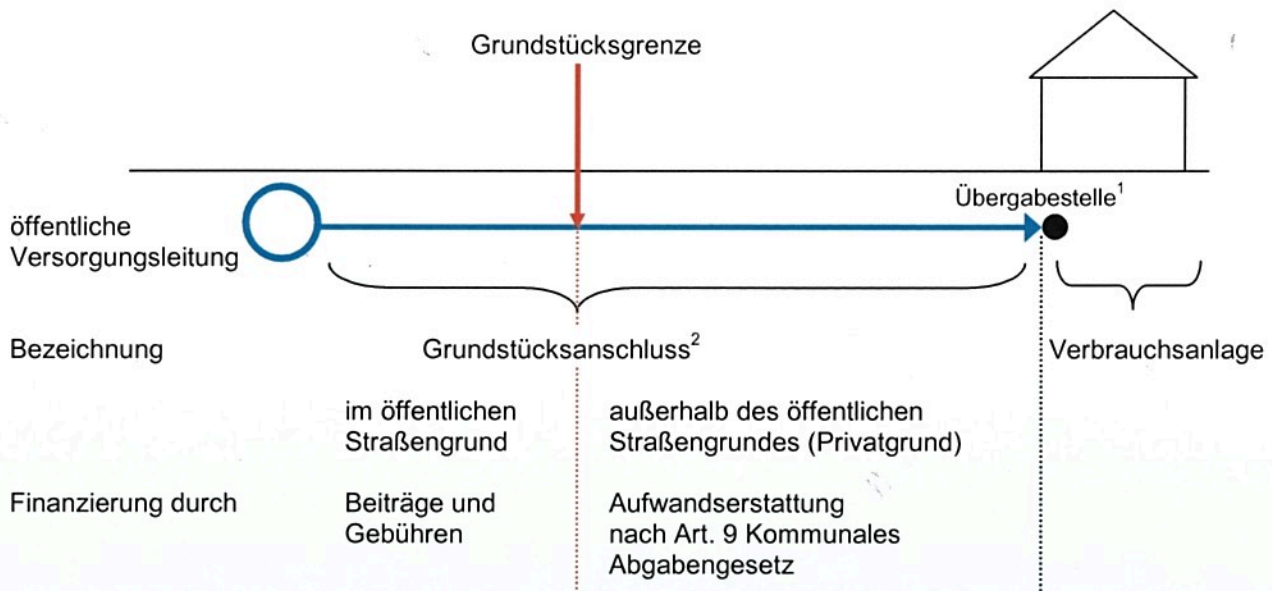 Grundstücksgrenze
Übergabestelle¹
öffentliche
Versorgungsleitung
Bezeichnung
Grundstücksanschluss²
Verbrauchsanlage
im öffentlichen
Straßengrund
außerhalb des öffentlichen
Straßengrundes (Privatgrund)
Finanzierung durch
Beiträge und
Gebühren
Aufwandserstattung
nach Art. 9 Kommunales
Abgabengesetz